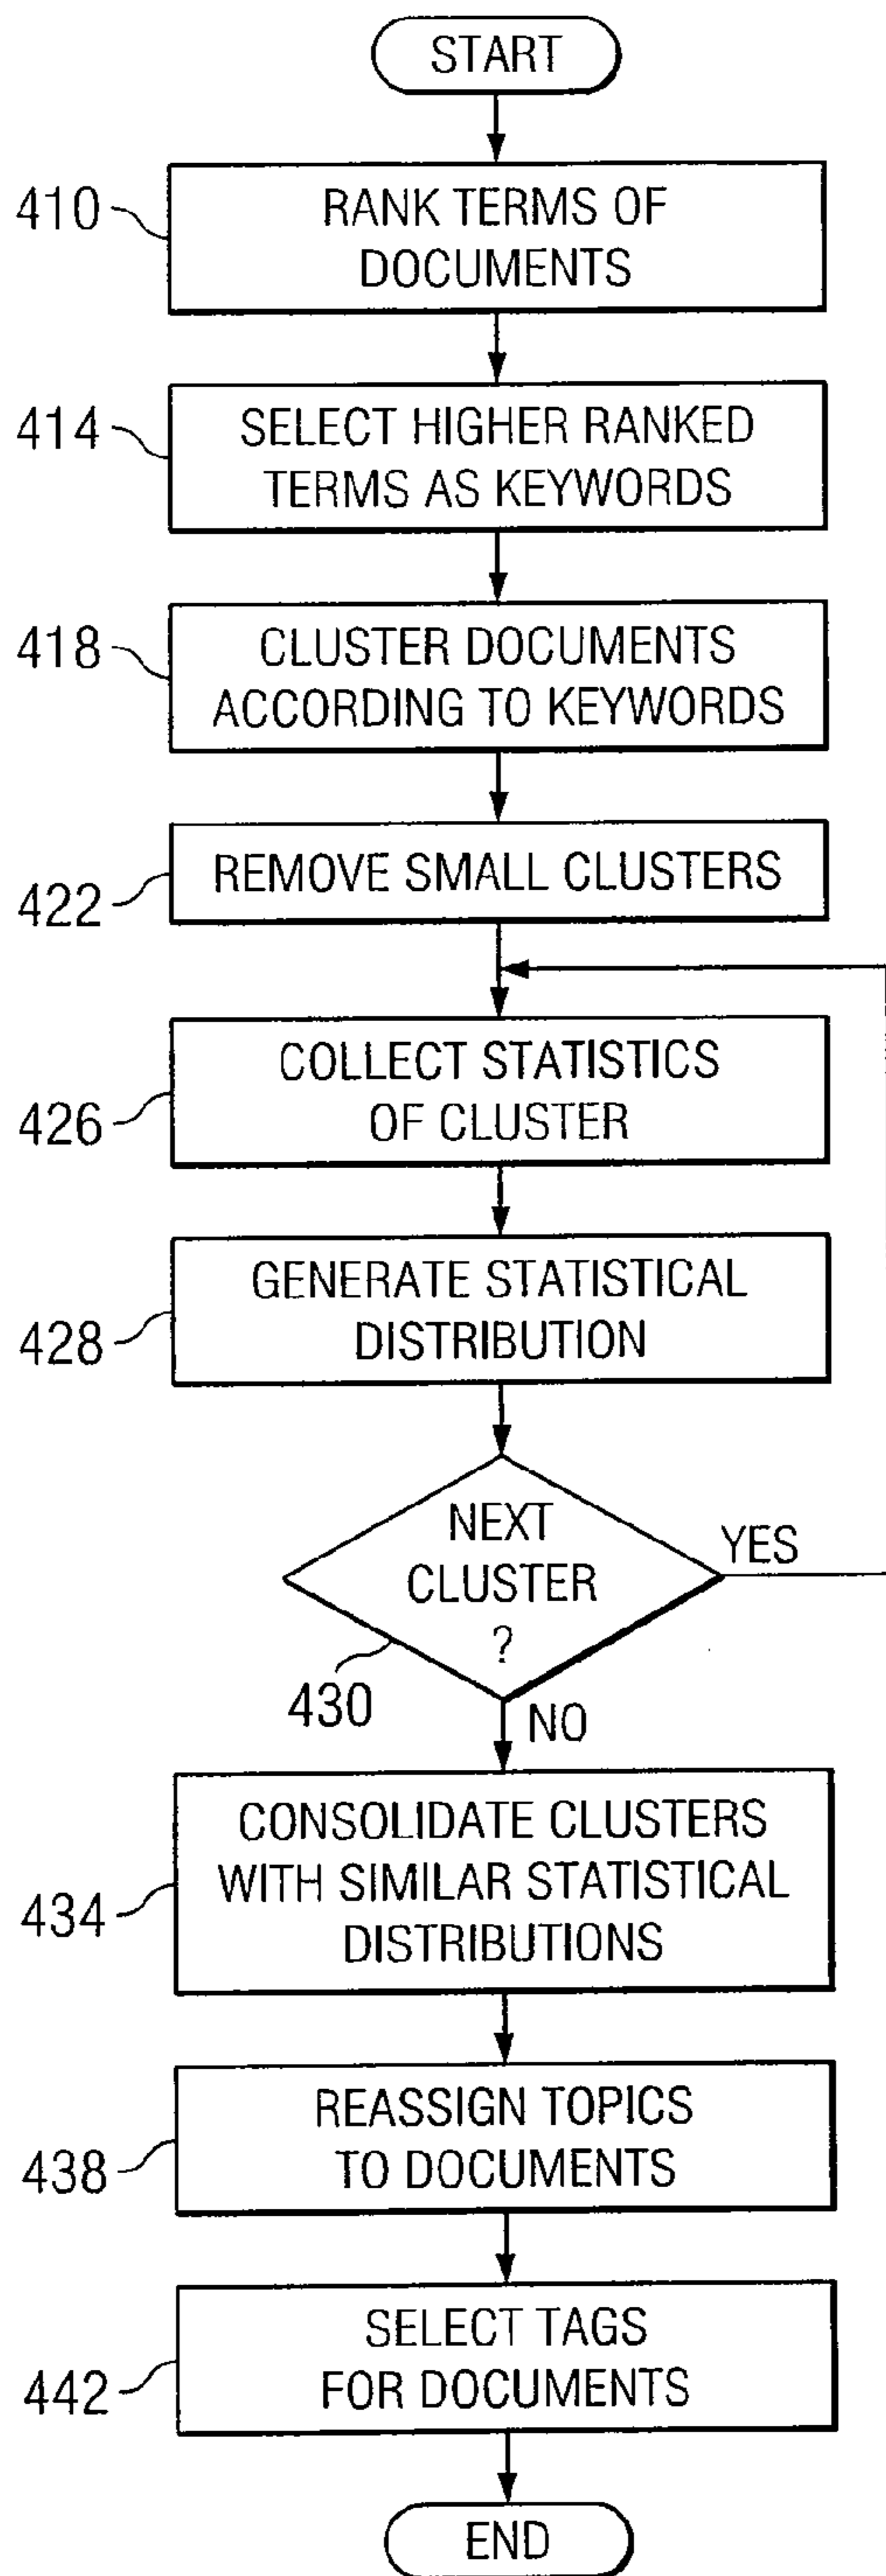 START
410
RANK TERMS OF
DOCUMENTS
414
SELECT HIGHER RANKED
TERMS AS KEYWORDS
418
CLUSTER DOCUMENTS
ACCORDING TO KEYWORDS
422
REMOVE SMALL CLUSTERS
426
COLLECT STATISTICS
OF CLUSTER
428
GENERATE STATISTICAL
DISTRIBUTION
430
NEXT
CLUSTER
?
YES
NO
434
CONSOLIDATE CLUSTERS
WITH SIMILAR STATISTICAL
DISTRIBUTIONS
438
REASSIGN TOPICS
TO DOCUMENTS
442
SELECT TAGS
FOR DOCUMENTS
END